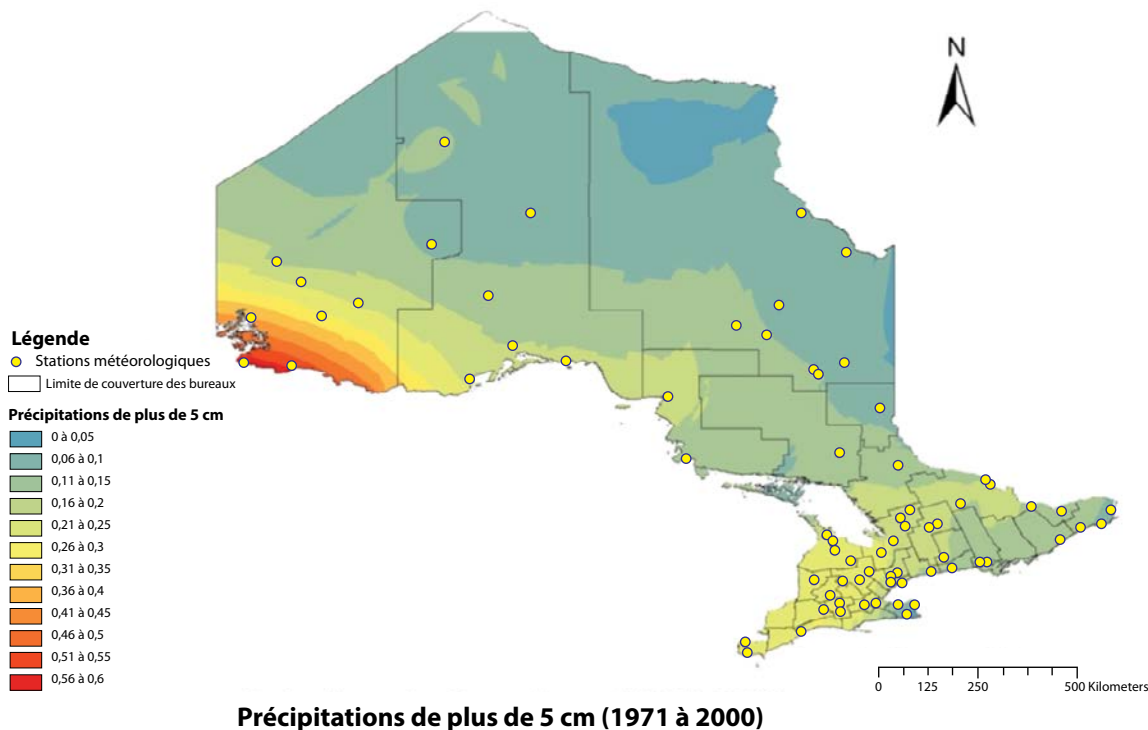 N
Légende
Stations météorologiques
Limite de couverture des bureaux
Précipitations de plus de 5 cm
0 à 0,05
0,06 à 0,1
0,11 à 0,15
0,16 à 0,2
0,21 à 0,25
0,26 à 0,3
0,31 à 0,35
0,36 à 0,4
0,41 à 0,45
0,46 à 0,5
0,51 à 0,55
0,56 à 0,6
0 125 250 500 Kilometers
Précipitations de plus de 5 cm (1971 à 2000)